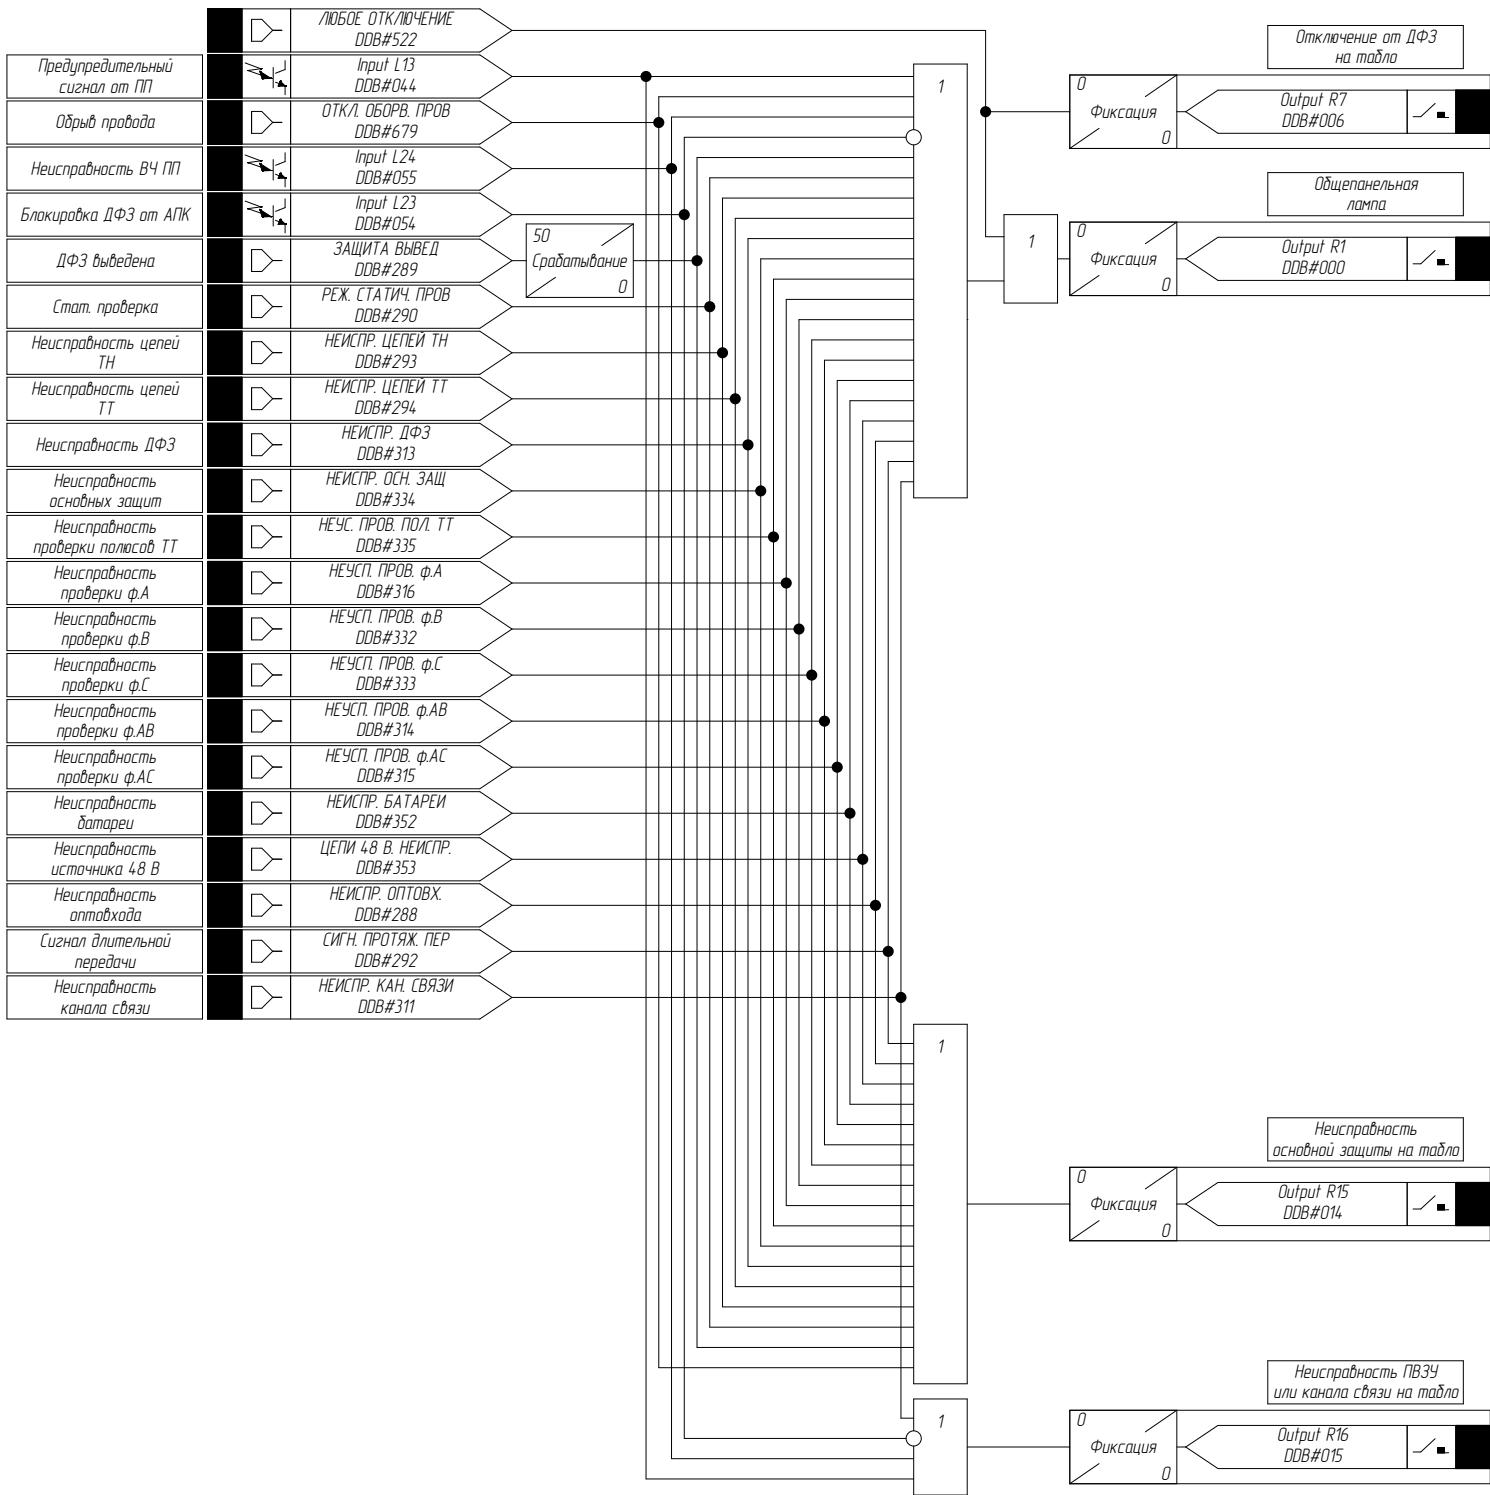 ЛЮБОЕ ОТКЛЮЧЕНИЕ
DDB#522
Предупредительный
сигнал от ПП
Input L13
DDB#044
Обрыв провода
ОТКЛ. ОБОРВ. ПРОВ
DDB#679
Неисправность ВЧ ПП
Input L24
DDB#055
Блокировка ДФЗ от АПК
Input L23
DDB#054
ДФЗ выведена
ЗАЩИТА ВЫВЕД
DDB#289
50
Срабатывание
0
Стат. проверка
РЕЖ. СТАТИЧ. ПРОВ
DDB#290
Неисправность цепей
ТН
НЕИСПР. ЦЕПЕЙ ТН
DDB#293
Неисправность цепей
ТТ
НЕИСПР. ЦЕПЕЙ ТТ
DDB#294
Неисправность ДФЗ
НЕИСПР. ДФЗ
DDB#313
Неисправность
основных защит
НЕИСПР. ОСН. ЗАЩ
DDB#334
Неисправность
проверки полюсов ТТ
НЕУС. ПРОВ. ПОЛ. ТТ
DDB#335
Неисправность
проверки ф.А
НЕУСП. ПРОВ. ф.А
DDB#316
Неисправность
проверки ф.В
НЕУСП. ПРОВ. ф.В
DDB#332
Неисправность
проверки ф.С
НЕУСП. ПРОВ. ф.С
DDB#333
Неисправность
проверки ф.АВ
НЕУСП. ПРОВ. ф.АВ
DDB#314
Неисправность
проверки ф.АС
НЕУСП. ПРОВ. ф.АС
DDB#315
Неисправность
батареи
НЕИСПР. БАТАРЕИ
DDB#352
Неисправность
источника 48 В
ЦЕПИ 48 В. НЕИСПР.
DDB#353
Неисправность
оптовхода
НЕИСПР. ОПТОВХ.
DDB#288
Сигнал длительной
передачи
СИГН. ПРОТЯЖ. ПЕР
DDB#292
Неисправность
канала связи
НЕИСПР. КАН. СВЯЗИ
DDB#311
1
1
1
1
Отключение от ДФЗ
на табло
0
Фиксация
0
Output R7
DDB#006
Общепанельная
лампа
0
Фиксация
0
Output R1
DDB#000
Неисправность
основной защиты на табло
0
Фиксация
0
Output R15
DDB#014
Неисправность ПВЗУ
или канала связи на табло
0
Фиксация
0
Output R16
DDB#015